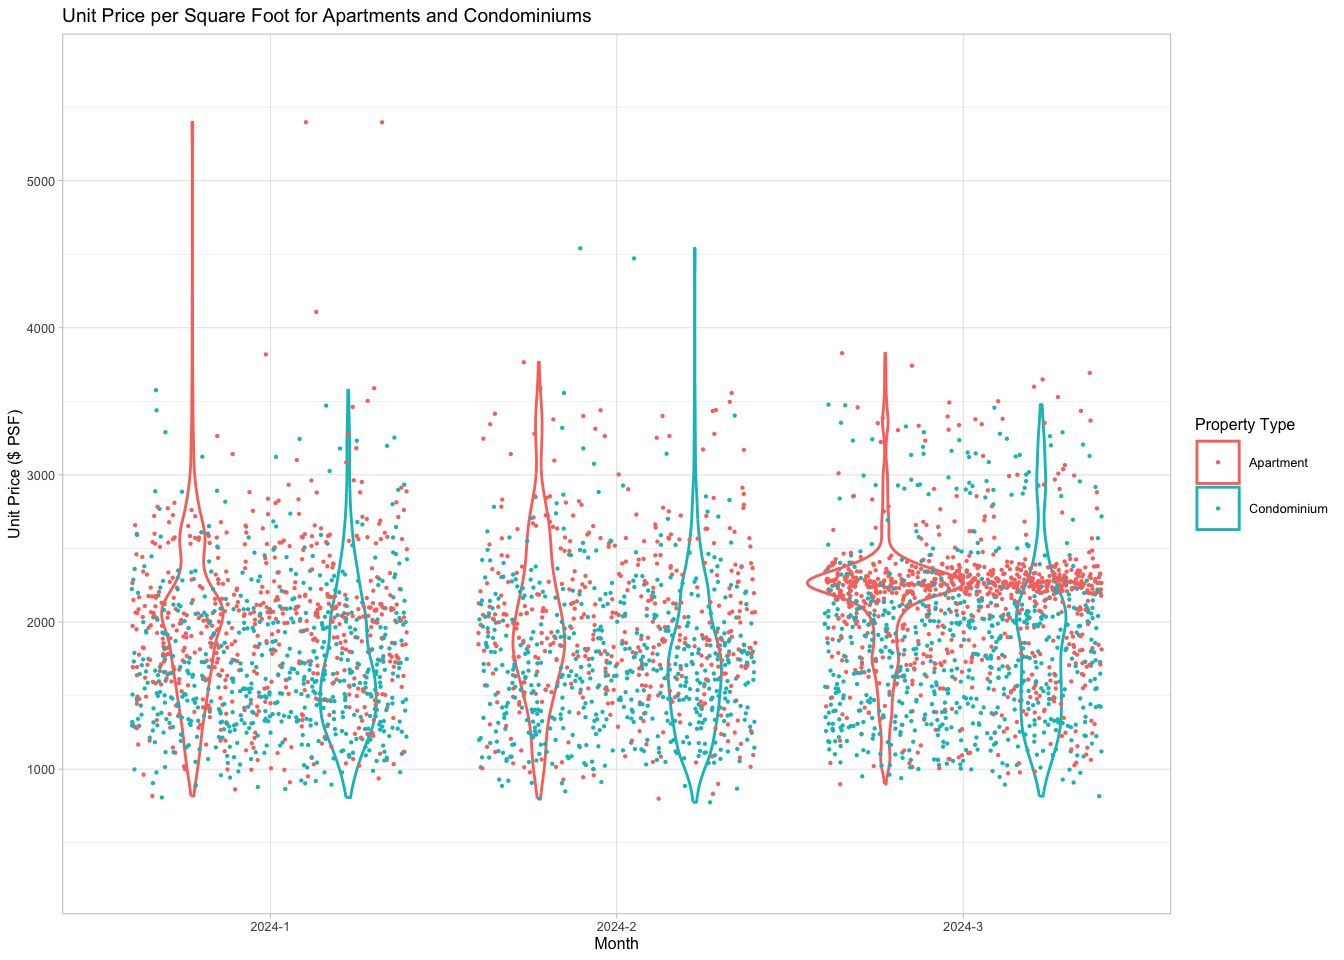 Unit Price per Square Foot for Apartments and Condominiums
Unit Price ($ PSF)
5000
4000
3000
2000
1000
2024-1
2024-2
2024-3
Month
Property Type
Apartment
Condominium